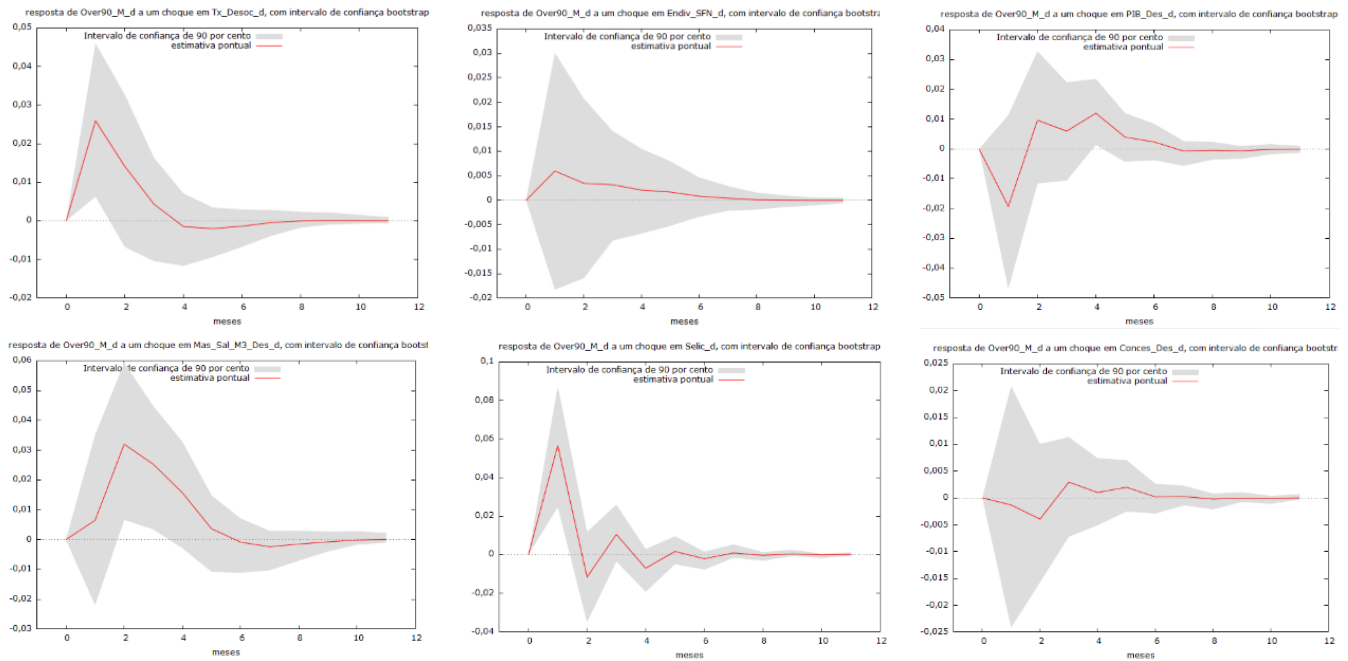 resposta de Over90_M_d a um choque em Tx_Desoc_d, com intervalo de confiança bootstrap
Intervalo de confiança de 90 por cento
estimativa pontual
0,05
0,04
0,03
0,02
0,01
0
-0,01
-0,02
0 2 4 6 8 10 12
meses
resposta de Over90_M_d a um choque em Endiv_SFN_d, com intervalo de confiança bootstra
Intervalo de confiança de 90 por cento
estimativa pontual
0,035
0,03
0,025
0,02
0,015
0,01
0,005
0
-0,005
-0,01
-0,015
-0,02
0 2 4 6 8 10 12
meses
resposta de Over90_M_d a um choque em PIB_Des_d, com intervalo de confiança bootstrap
Intervalo de confiança de 90 por cento
estimativa pontual
0,04
0,03
0,02
0,01
0
-0,01
-0,02
-0,03
-0,04
-0,05
0 2 4 6 8 10 12
meses
resposta de Over90_M_d a um choque em Mas_Sal_M3_Des_d, com intervalo de confiança bootst
Intervalo de confiança de 90 por cento
estimativa pontual
0,06
0,05
0,04
0,03
0,02
0,01
0
-0,01
-0,02
-0,03
0 2 4 6 8 10 12
meses
resposta de Over90_M_d a um choque em Selic_d, com intervalo de confiança bootstrap
Intervalo de confiança de 90 por cento
estimativa pontual
0,1
0,08
0,06
0,04
0,02
0
-0,02
-0,04
0 2 4 6 8 10 12
meses
resposta de Over90_M_d a um choque em Conces_Des_d, com intervalo de confiança bootstr
Intervalo de confiança de 90 por cento
estimativa pontual
0,025
0,02
0,015
0,01
0,005
0
-0,005
-0,01
-0,015
-0,02
-0,025
0 2 4 6 8 10 12
meses